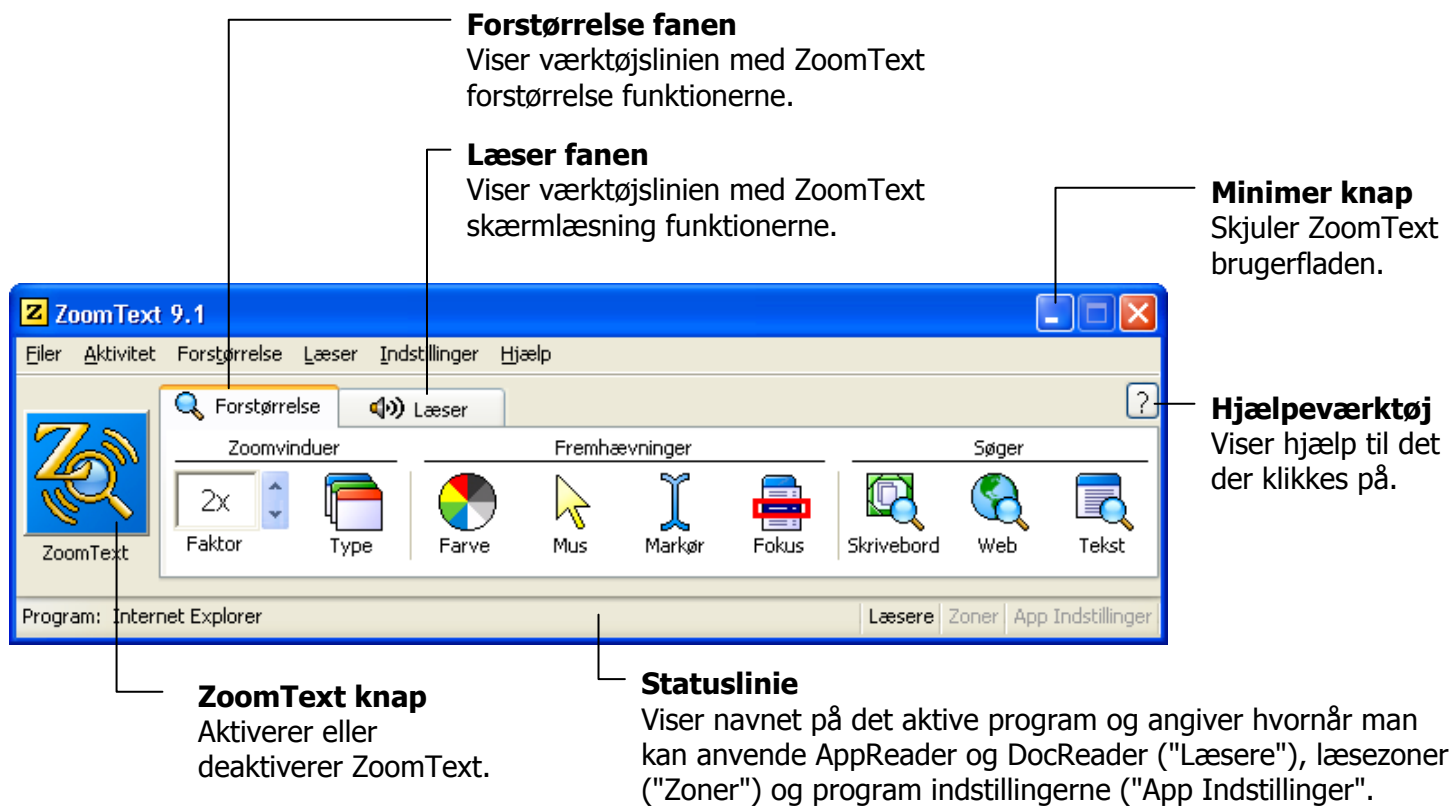 Forstørrelse fanen
Viser værktøjslinien med ZoomText
forstørrelse funktionerne.
Læser fanen
Viser værktøjslinien med ZoomText
skærmlæsning funktionerne.
Minimer knap
Skjuler ZoomText
brugerfladen.
ZoomText 9.1
Filer Aktivitet Forstørrelse Læser Indstillinger Hjælp
Forstørrelse Læser ?
Hjælpeværktøj
Viser hjælp til det
der klikkes på.
Zoomvinduer Fremhævninger Søger
2x
Faktor Type Farve Mus Markør Fokus Skrivebord Web Tekst
ZoomText
Program: Internet Explorer Læsere Zoner App Indstillinger
ZoomText knap
Aktiverer eller
deaktiverer ZoomText.
Statuslinie
Viser navnet på det aktive program og angiver hvornår man
kan anvende AppReader og DocReader ("Læsere"), læsezoner
("Zoner") og program indstillingerne ("App Indstillinger".